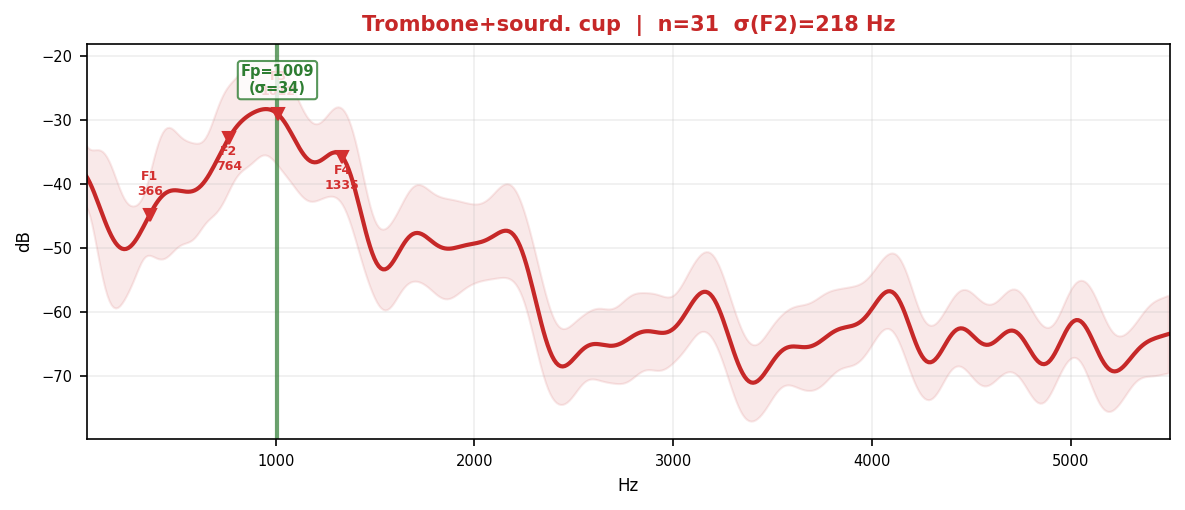 Trombone+sourd. cup | n=31 σ(F2)=218 Hz
Fp=1009
(σ=34)
F1
366
F2
764
F4
1335
dB
−20
−30
−40
−50
−60
−70
1000
2000
3000
4000
5000
Hz